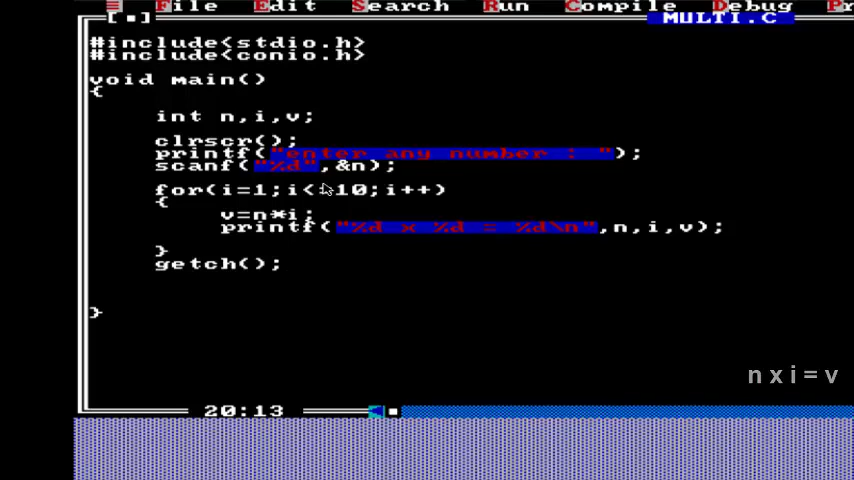 ≡ File Edit Search Run Compile Debug Pr
MULTI.C
#include<stdio.h>
#include<conio.h>
void main()
{
int n,i,v;
clrscr();
printf("enter any number : ");
scanf("%d",&n);
for(i=1;i<=10;i++)
{
v=n*i;
printf("%d x %d = %d\n",n,i,v);
}
getch();
}
n x i = v
20:13